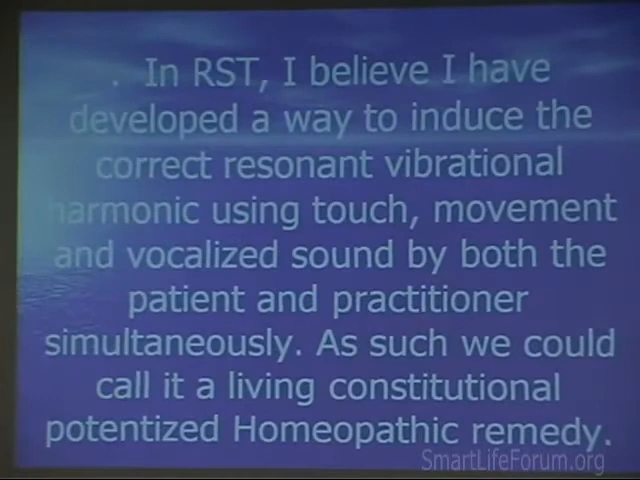 . In RST, I believe I have
developed a way to induce the
correct resonant vibrational
harmonic using touch, movement
and vocalized sound by both the
patient and practitioner
simultaneously. As such we could
call it a living constitutional
potentized Homeopathic remedy.
SmartLifeForum.org